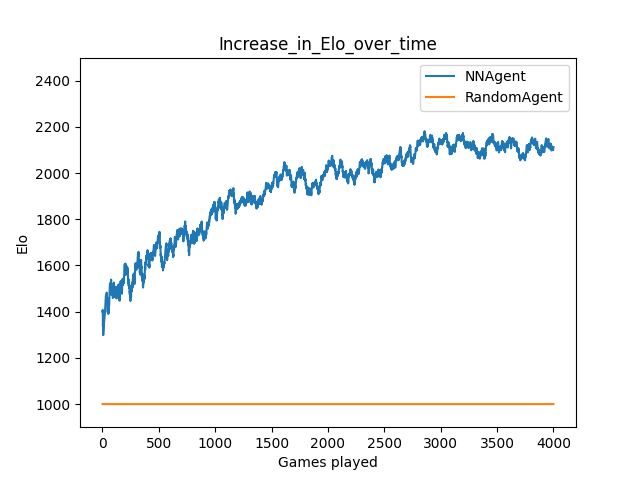 Increase_in_Elo_over_time
NNAgent
RandomAgent
2400
2200
2000
1800
1600
1400
1200
1000
Elo
0 500 1000 1500 2000 2500 3000 3500 4000
Games played